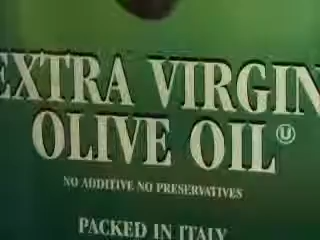 EXTRA VIRGIN
OLIVE OIL Ⓤ
NO ADDITIVE NO PRESERVATIVES
PACKED IN ITALY